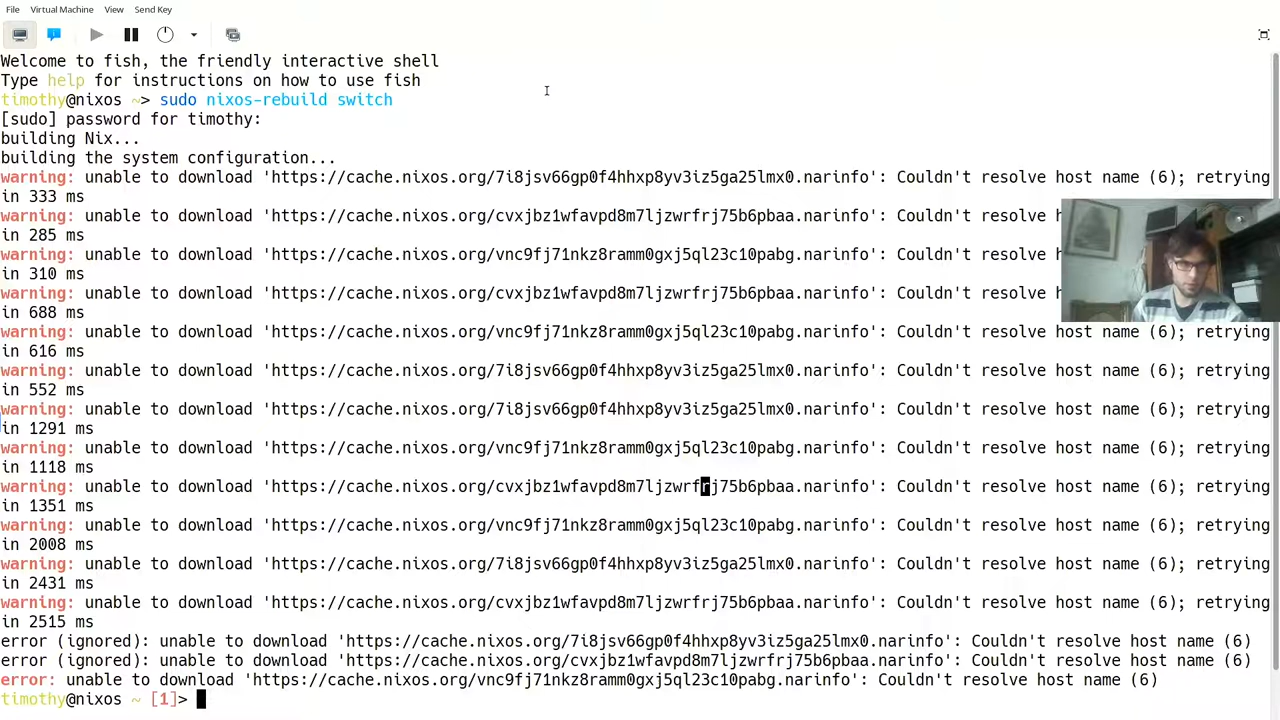 File Virtual Machine View Send Key
Welcome to fish, the friendly interactive shell
Type help for instructions on how to use fish
timothy@nixos ~> sudo nixos-rebuild switch
[sudo] password for timothy:
building Nix...
building the system configuration...
warning: unable to download 'https://cache.nixos.org/7i8jsv66gp0f4hhxp8yv3iz5ga25lmx0.narinfo': Couldn't resolve host name (6); retrying
in 333 ms
warning: unable to download 'https://cache.nixos.org/cvxjbz1wfavpd8m7ljzwrfrj75b6pbaa.narinfo': Couldn't resolve
in 285 ms
warning: unable to download 'https://cache.nixos.org/vnc9fj71nkz8ramm0gxj5ql23c10pabg.narinfo': Couldn't resolve
in 310 ms
warning: unable to download 'https://cache.nixos.org/cvxjbz1wfavpd8m7ljzwrfrj75b6pbaa.narinfo': Couldn't resolve
in 688 ms
warning: unable to download 'https://cache.nixos.org/vnc9fj71nkz8ramm0gxj5ql23c10pabg.narinfo': Couldn't resolve host name (6); retrying
in 616 ms
warning: unable to download 'https://cache.nixos.org/7i8jsv66gp0f4hhxp8yv3iz5ga25lmx0.narinfo': Couldn't resolve host name (6); retrying
in 552 ms
warning: unable to download 'https://cache.nixos.org/7i8jsv66gp0f4hhxp8yv3iz5ga25lmx0.narinfo': Couldn't resolve host name (6); retrying
in 1291 ms
warning: unable to download 'https://cache.nixos.org/vnc9fj71nkz8ramm0gxj5ql23c10pabg.narinfo': Couldn't resolve host name (6); retrying
in 1118 ms
warning: unable to download 'https://cache.nixos.org/cvxjbz1wfavpd8m7ljzwrfrj75b6pbaa.narinfo': Couldn't resolve host name (6); retrying
in 1351 ms
warning: unable to download 'https://cache.nixos.org/vnc9fj71nkz8ramm0gxj5ql23c10pabg.narinfo': Couldn't resolve host name (6); retrying
in 2008 ms
warning: unable to download 'https://cache.nixos.org/7i8jsv66gp0f4hhxp8yv3iz5ga25lmx0.narinfo': Couldn't resolve host name (6); retrying
in 2431 ms
warning: unable to download 'https://cache.nixos.org/cvxjbz1wfavpd8m7ljzwrfrj75b6pbaa.narinfo': Couldn't resolve host name (6); retrying
in 2515 ms
error (ignored): unable to download 'https://cache.nixos.org/7i8jsv66gp0f4hhxp8yv3iz5ga25lmx0.narinfo': Couldn't resolve host name (6)
error (ignored): unable to download 'https://cache.nixos.org/cvxjbz1wfavpd8m7ljzwrfrj75b6pbaa.narinfo': Couldn't resolve host name (6)
error: unable to download 'https://cache.nixos.org/vnc9fj71nkz8ramm0gxj5ql23c10pabg.narinfo': Couldn't resolve host name (6)
timothy@nixos ~ [1]>